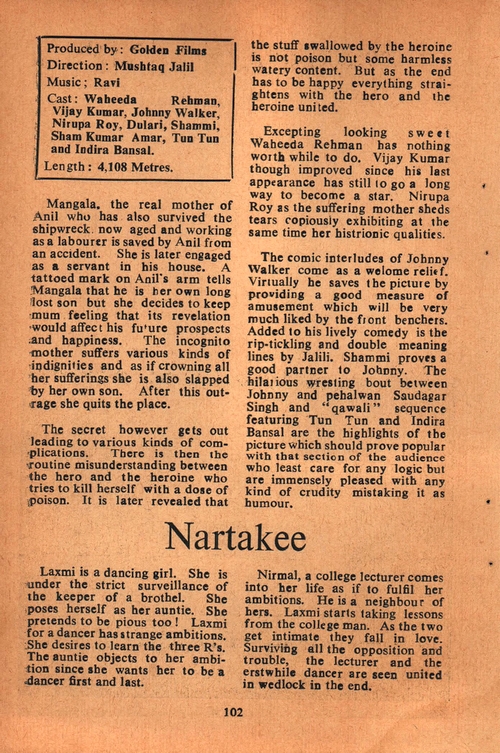 Produced by : Golden Films
Direction : Mushtaq Jalil
Music ; Ravi
Cast : Waheeda Rehman,
Vijay Kumar, Johnny Walker,
Nirupa Roy, Dulari, Shammi,
Sham Kumar Amar, Tun Tun
and Indira Bansal.
Length : 4,108 Metres.
Mangala, the real mother of
Anil who has also survived the
shipwreck now aged and working
as a labourer is saved by Anil from
an accident. She is later engaged
as a servant in his house. A
tattoed mark on Anil's arm tells
Mangala that he is her own long
lost son but she decides to keep
mum feeling that its revelation
would affect his future prospects
and happiness. The incognito
mother suffers various kinds of
indignities and as if crowning all
her sufferings she is also slapped
by her own son. After this out-
rage she quits the place.
The secret however gets out
leading to various kinds of com-
plications. There is then the
routine misunderstanding between
the hero and the heroine who
tries to kill herself with a dose of
poison. It is later revealed that
the stuff swallowed by the heroine
is not poison but some harmless
watery content. But as the end
has to be happy everything strai-
ghtens with the hero and the
heroine united.
Excepting looking sweet
Waheeda Rehman has nothing
worth while to do. Vijay Kumar
though improved since his last
appearance has still to go a long
way to become a star. Nirupa
Roy as the suffering mother sheds
tears copiously exhibiting at the
same time her histrionic qualities.
The comic interludes of Johnny
Walker come as a welome relief.
Virtually he saves the picture by
providing a good measure of
amusement which will be very
much liked by the front benchers.
Added to his lively comedy is the
rip-tickling and double meaning
lines by Jalili. Shammi proves a
good partner to Johnny. The
hilarious wresting bout between
Johnny and pehalwan Saudagar
Singh and "qawali" sequence
featuring Tun Tun and Indira
Bansal are the highlights of the
picture which should prove popular
with that section of the audience
who least care for any logic but
are immensely pleased with any
kind of crudity mistaking it as
humour.
Nartakee
Laxmi is a dancing girl. She is
under the strict surveillance of
the keeper of a brothel. She
poses herself as her auntie. She
pretends to be pious too ! Laxmi
for a dancer has strange ambitions.
She desires to learn the three R's.
The auntie objects to her ambi-
tion since she wants her to be a
dancer first and last.
Nirmal, a college lecturer comes
into her life as if to fulfil her
ambitions. He is a neighbour of
hers. Laxmi starts taking lessons
from the college man. As the two
get intimate they fall in love.
Surviving all the opposition and
trouble, the lecturer and the
erstwhile dancer are seen united
in wedlock in the end.
102